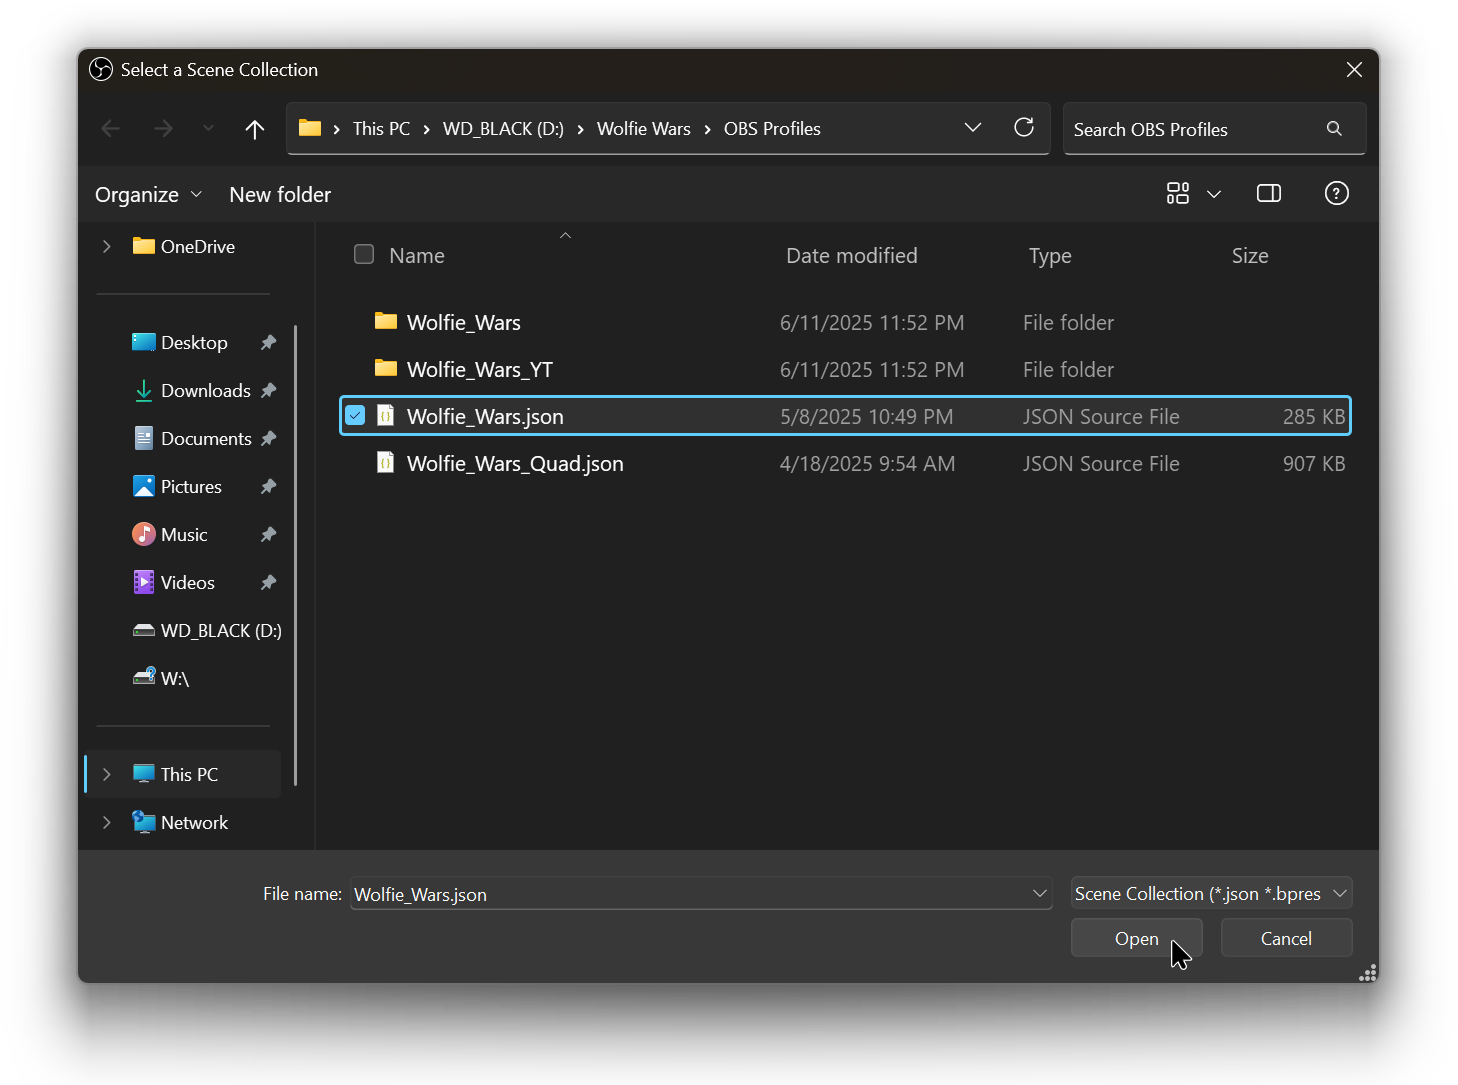 Select a Scene Collection
This PC > WD_BLACK (D:) > Wolfie Wars > OBS Profiles
Search OBS Profiles
Organize
New folder
OneDrive
Desktop
Downloads
Documents
Pictures
Music
Videos
WD_BLACK (D:)
W:\
This PC
Network
Name Date modified Type Size
Wolfie_Wars 6/11/2025 11:52 PM File folder
Wolfie_Wars_YT 6/11/2025 11:52 PM File folder
Wolfie_Wars.json 5/8/2025 10:49 PM JSON Source File 285 KB
Wolfie_Wars_Quad.json 4/18/2025 9:54 AM JSON Source File 907 KB
File name: Wolfie_Wars.json
Scene Collection (*.json *.bpres
Open
Cancel